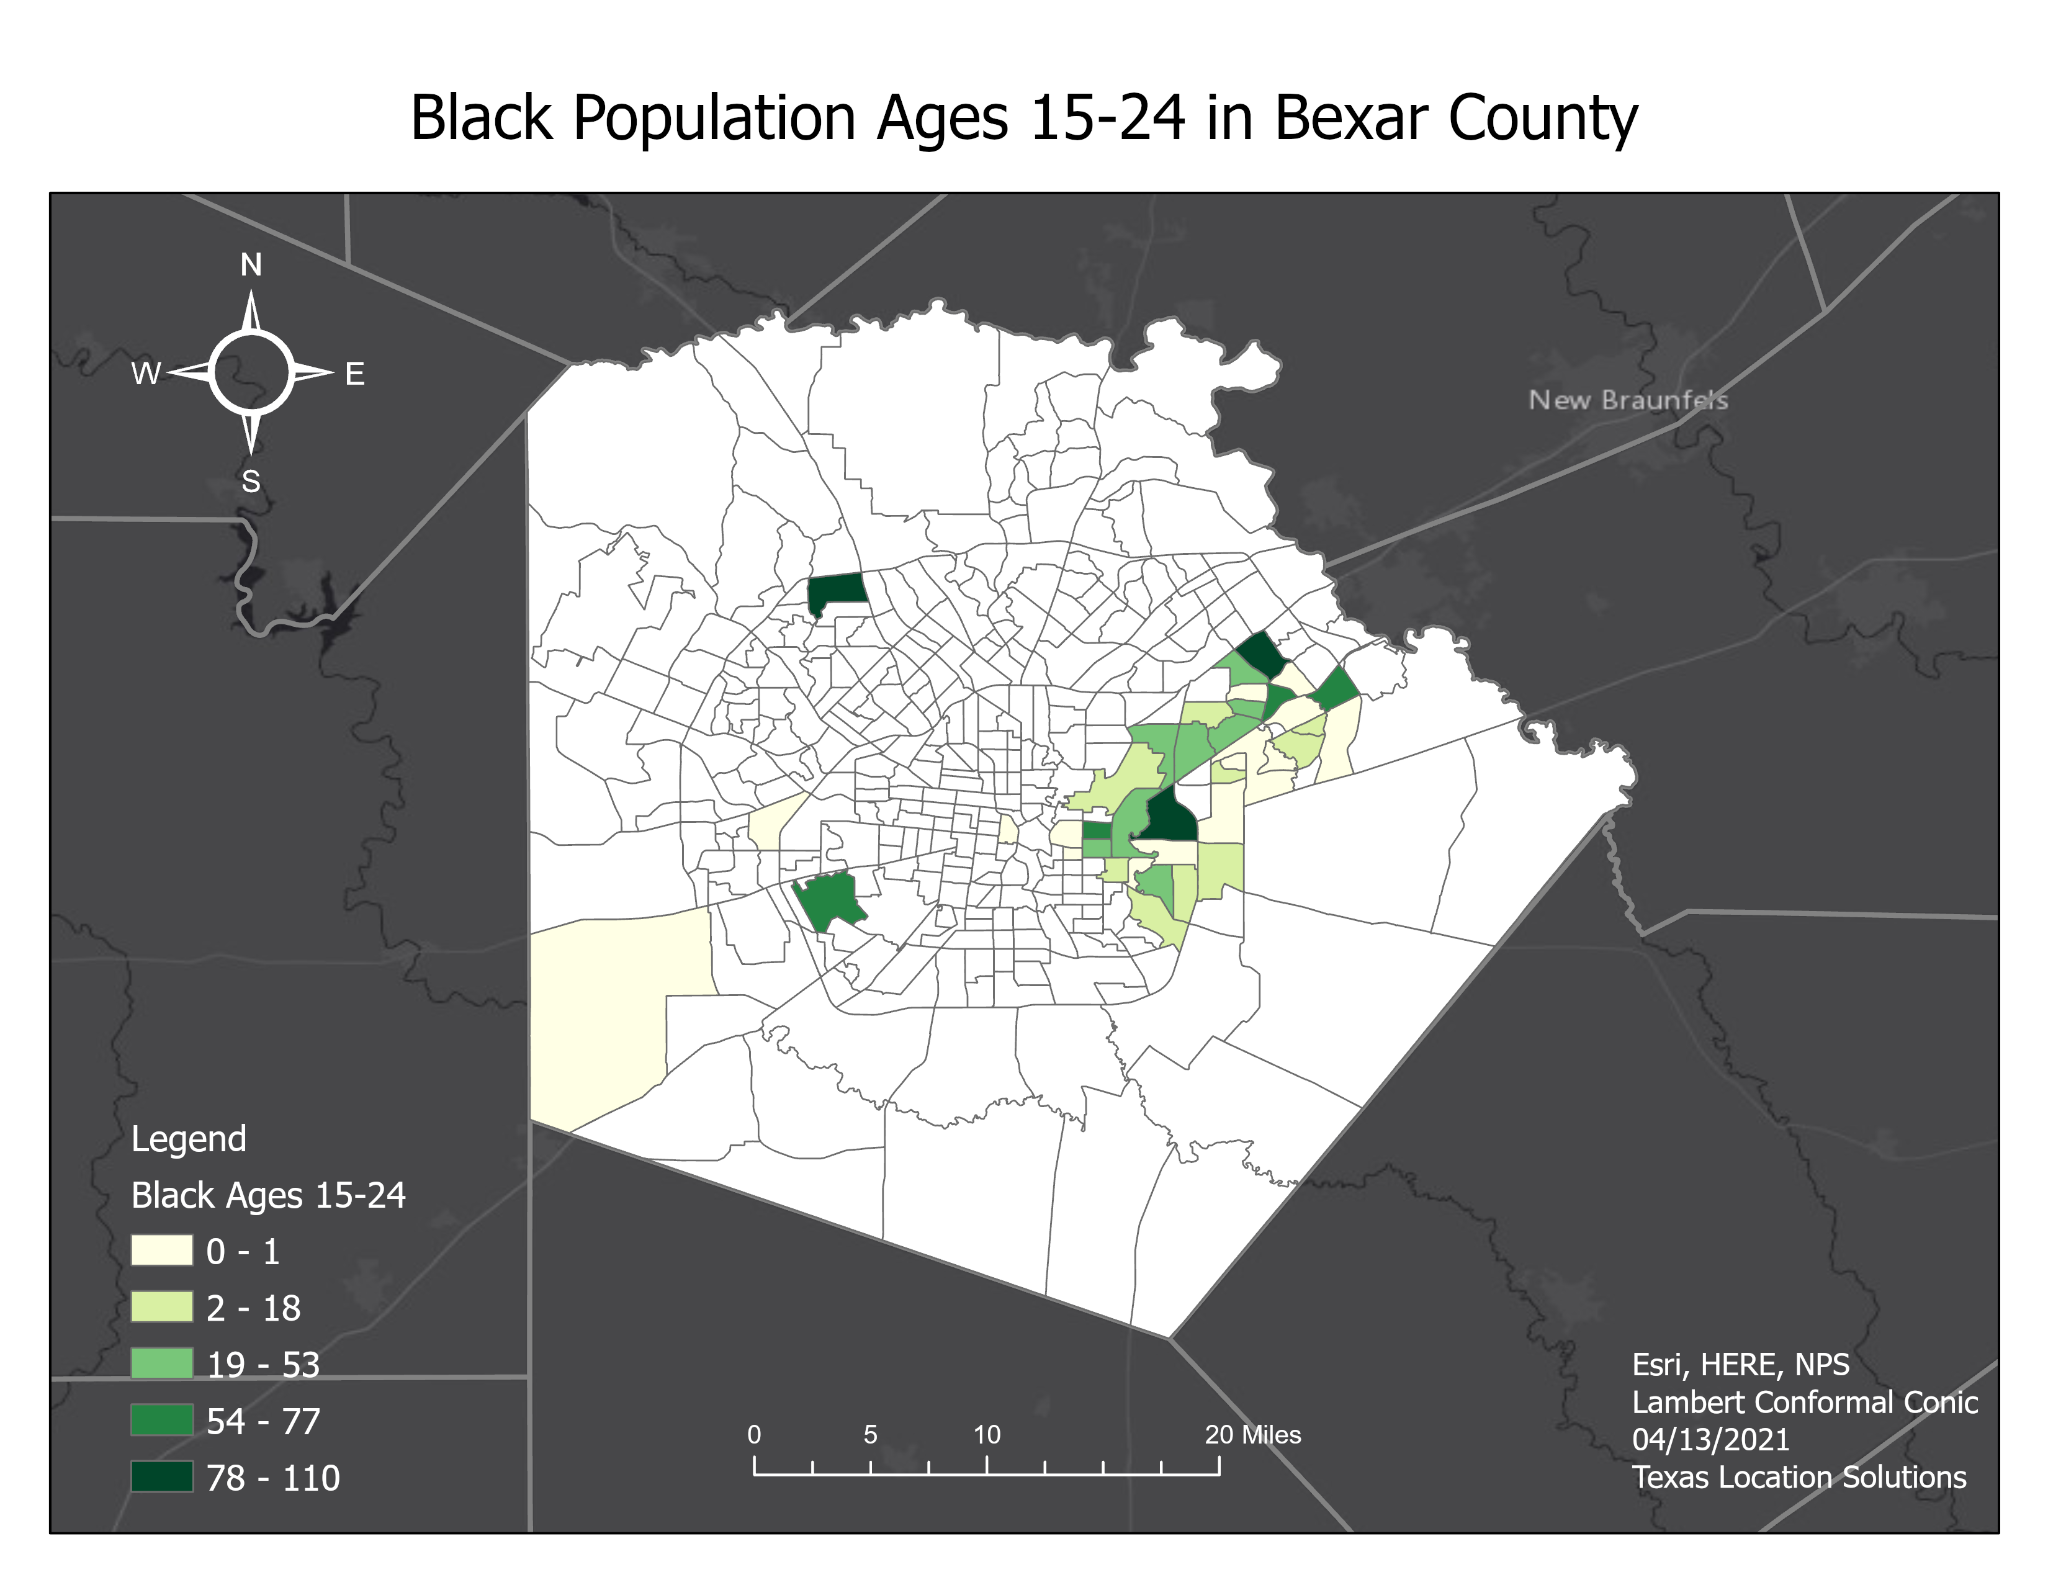 Black Population Ages 15-24 in Bexar County
N
W E
S
New Braunfels
Legend
Black Ages 15-24
0 - 1
2 - 18
19 - 53
54 - 77
78 - 110
0 5 10 20 Miles
Esri, HERE, NPS
Lambert Conformal Conic
04/13/2021
Texas Location Solutions